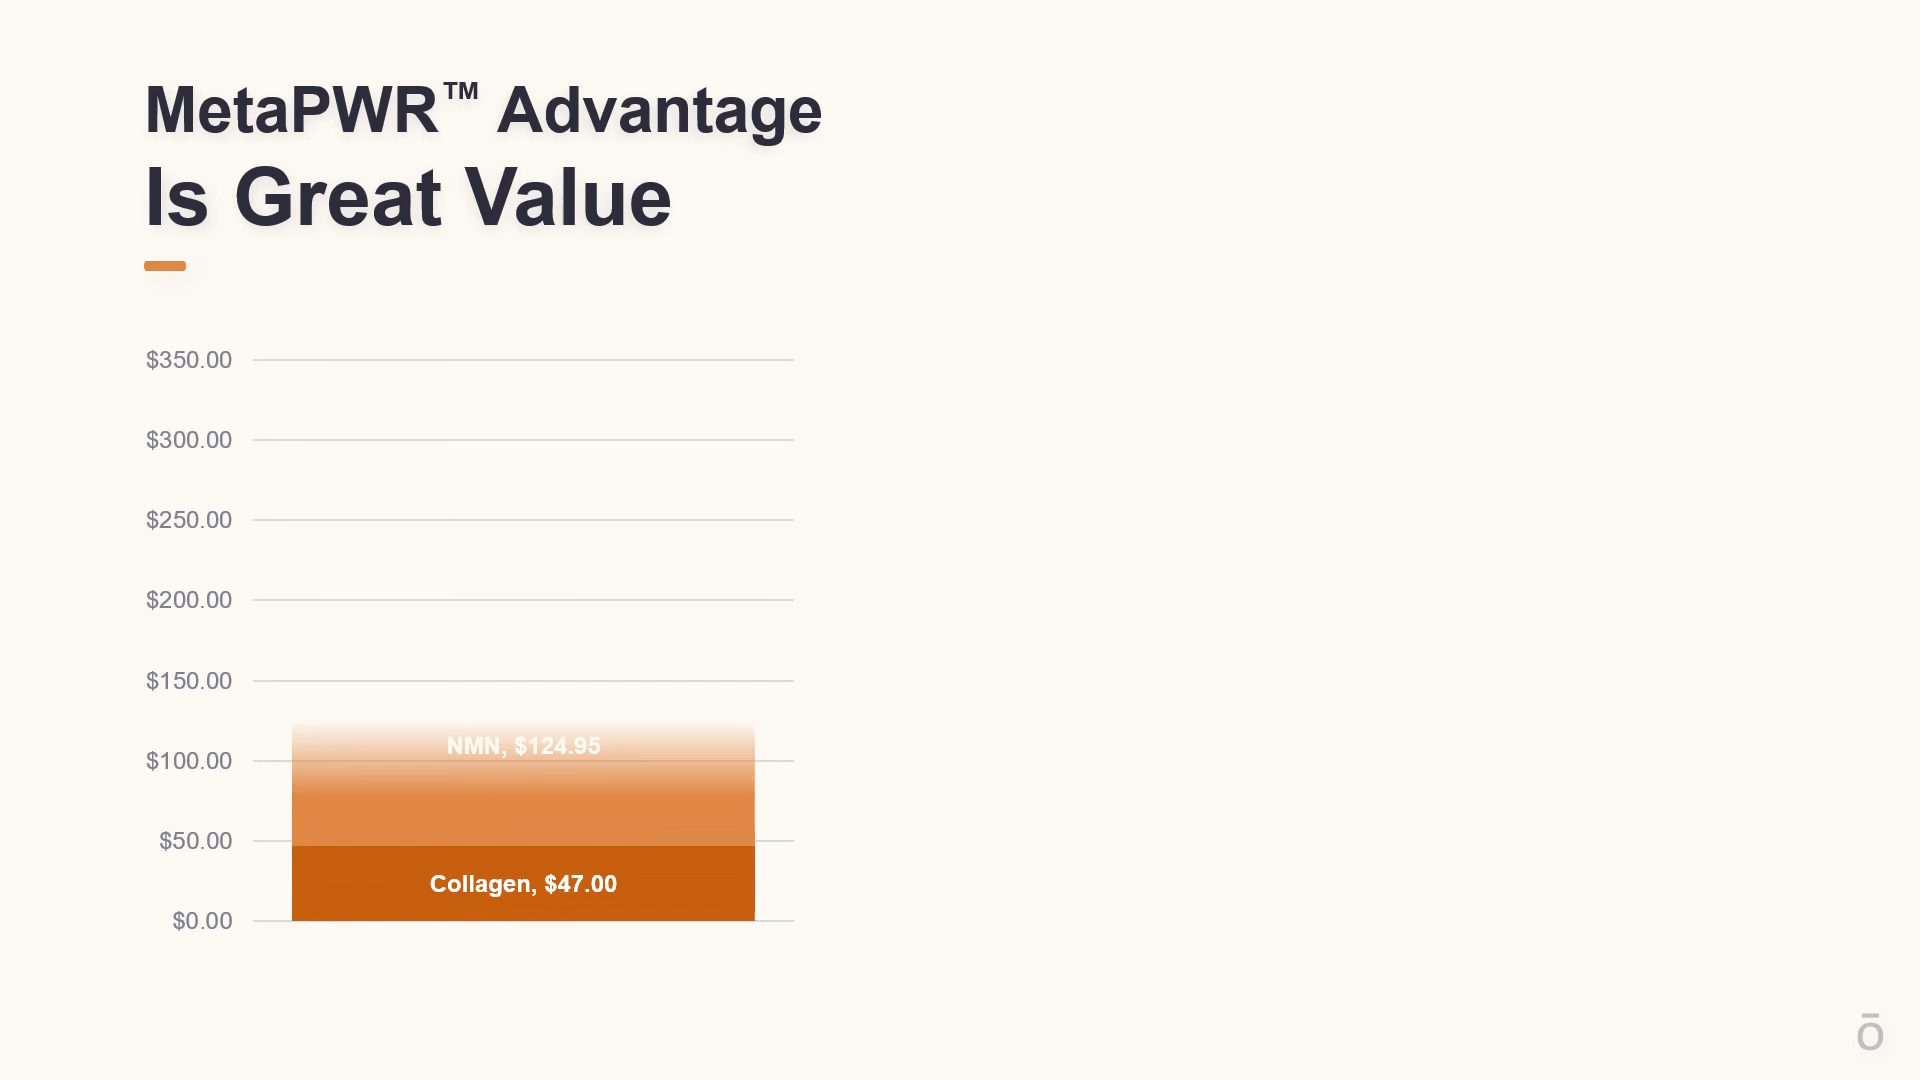 MetaPWR™ Advantage
Is Great Value
$350.00
$300.00
$250.00
$200.00
$150.00
NMN, $124.95
$100.00
$50.00
Collagen, $47.00
$0.00
ō